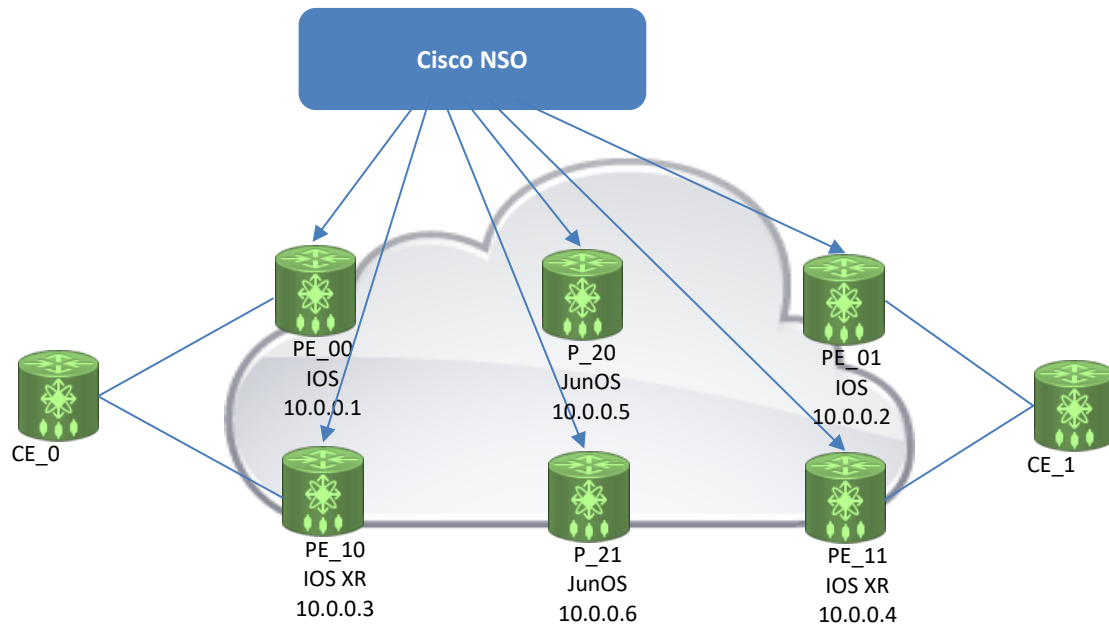 Cisco NSO
PE_00
IOS
10.0.0.1
P_20
JunOS
10.0.0.5
PE_01
IOS
10.0.0.2
CE_0
CE_1
PE_10
IOS XR
10.0.0.3
P_21
JunOS
10.0.0.6
PE_11
IOS XR
10.0.0.4